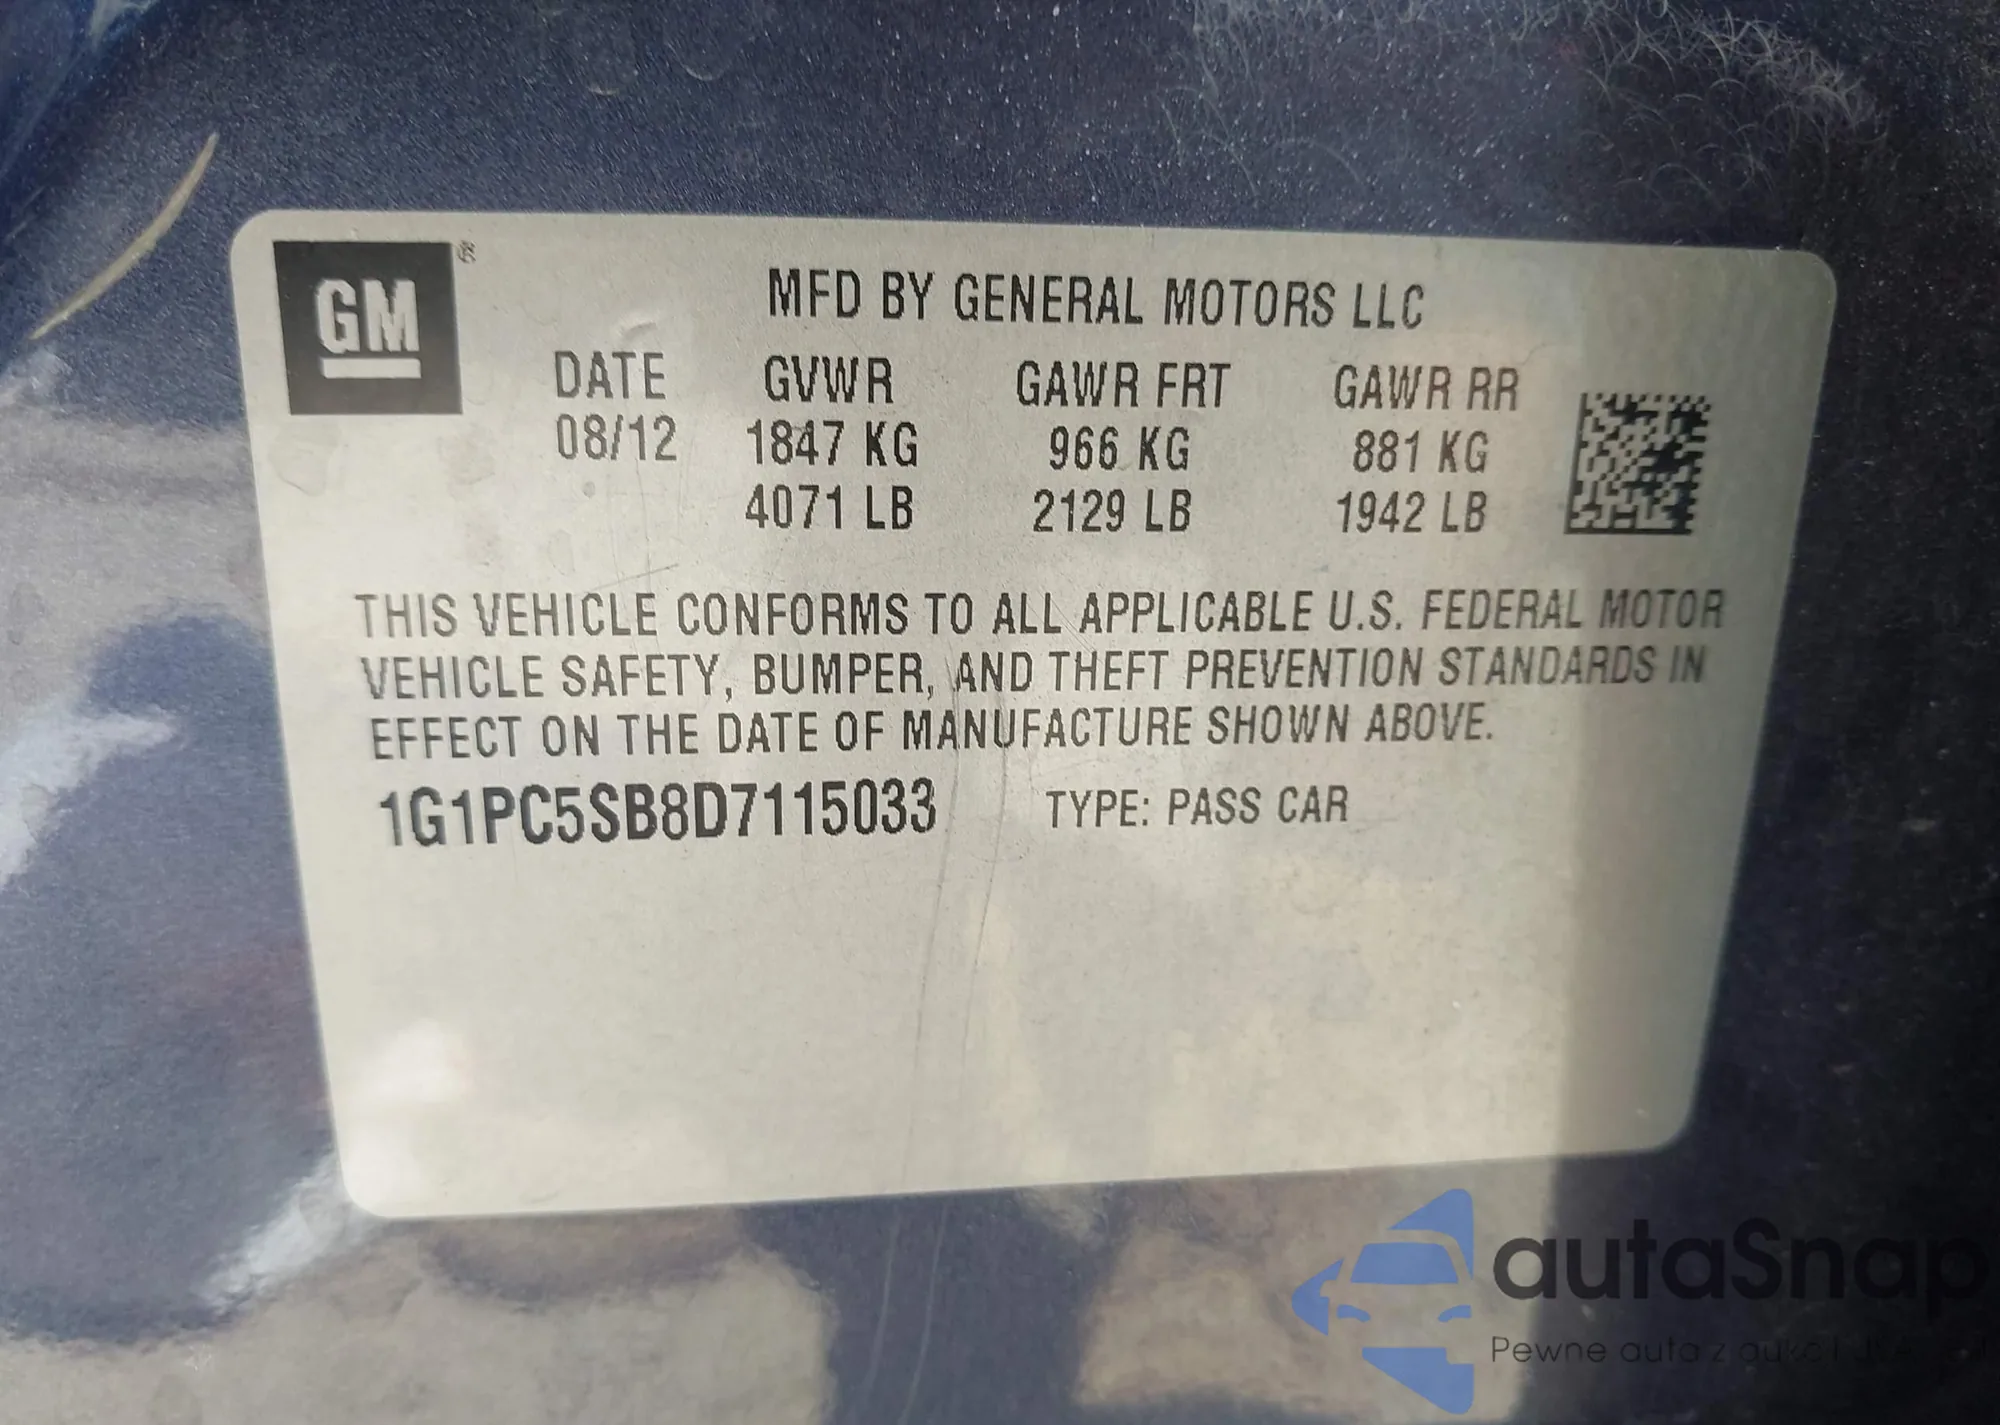 GM ®
MFD BY GENERAL MOTORS LLC
DATE GVWR GAWR FRT GAWR RR
08/12 1847 KG 966 KG 881 KG
4071 LB 2129 LB 1942 LB
THIS VEHICLE CONFORMS TO ALL APPLICABLE U.S. FEDERAL MOTOR
VEHICLE SAFETY, BUMPER, AND THEFT PREVENTION STANDARDS IN
EFFECT ON THE DATE OF MANUFACTURE SHOWN ABOVE.
1G1PC5SB8D7115033 TYPE: PASS CAR
autaSnap
Pewne auta z